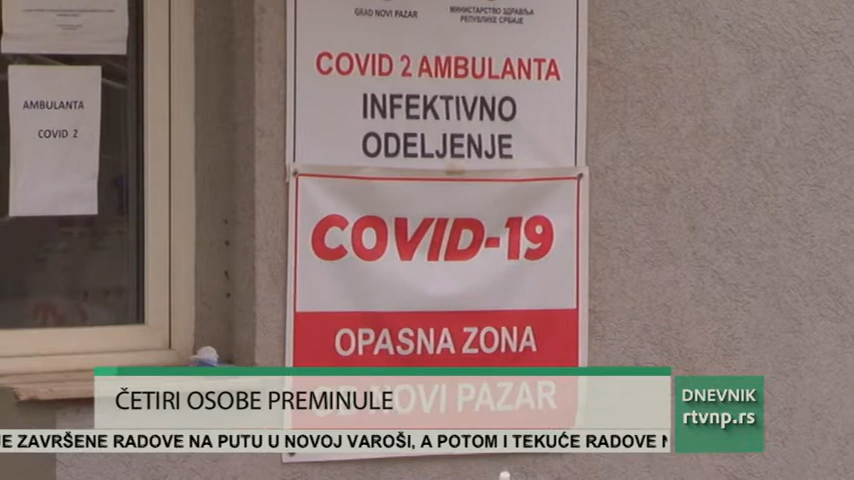 GRAD NOVI PAZAR
МИНИСТАРСТВО ЗДРАВЉА
РЕПУБЛИКЕ СРБИЈЕ
COVID 2 AMBULANTA
INFEKTIVNO
ODELJENJE
AMBULANTA
COVID 2
COVID-19
OPASNA ZONA
NOVI PAZAR
ČETIRI OSOBE PREMINULE
DNEVNIK
rtvnp.rs
JE ZAVRŠENE RADOVE NA PUTU U NOVOJ VAROŠI, A POTOM I TEKUĆE RADOVE